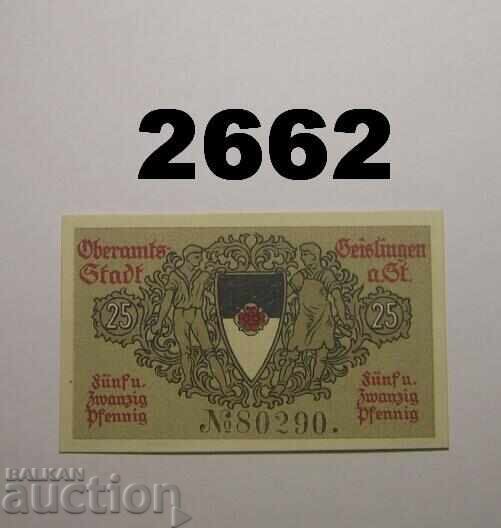 2662
Oberamts- Geislingen
Stadt a.St.
25 25
Fünf u. Fünf u.
Zwanzig Zwanzig
Pfennig Pfennig
№80290.
BALKAN
auction